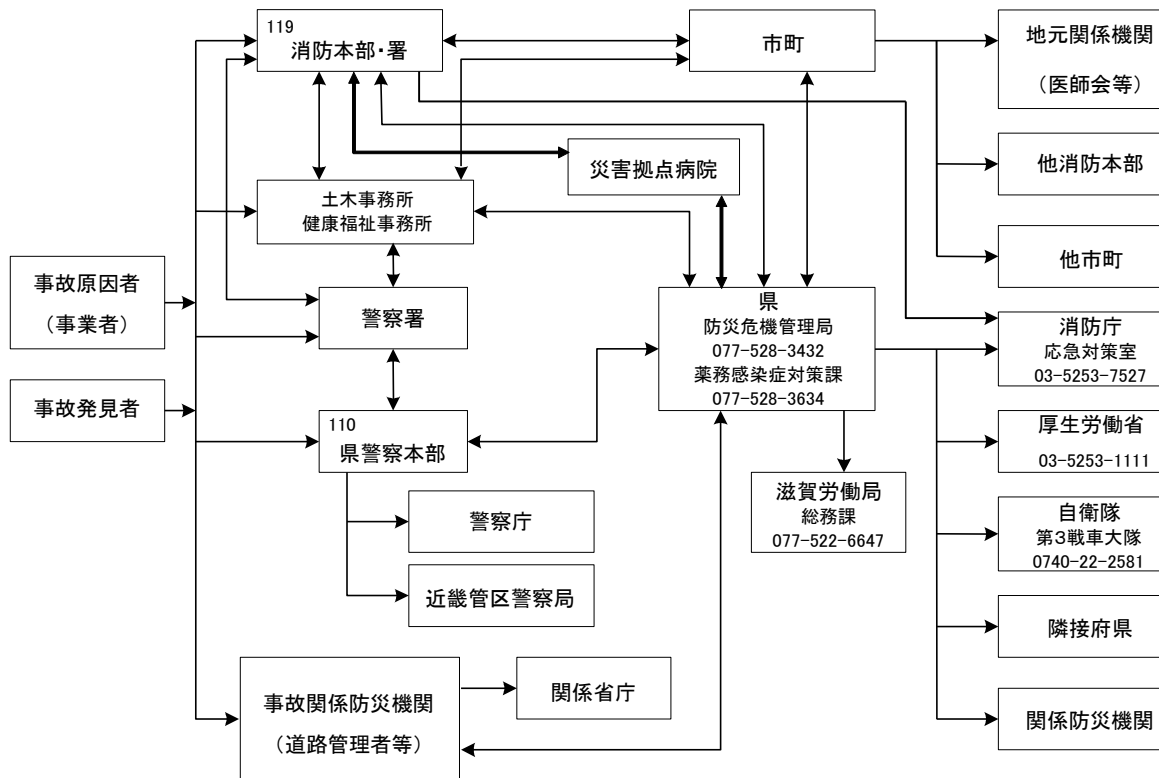 119
消防本部・署
市町
地元関係機関
（医師会等）
災害拠点病院
他消防本部
土木事務所
健康福祉事務所
他市町
事故原因者
（事業者）
警察署
県
防災危機管理局
077-528-3432
薬務感染症対策課
077-528-3634
消防庁
応急対策室
03-5253-7527
事故発見者
110
県警察本部
厚生労働省
03-5253-1111
滋賀労働局
総務課
077-522-6647
警察庁
自衛隊
第3戦車大隊
0740-22-2581
近畿管区警察局
隣接府県
事故関係防災機関
（道路管理者等）
関係省庁
関係防災機関